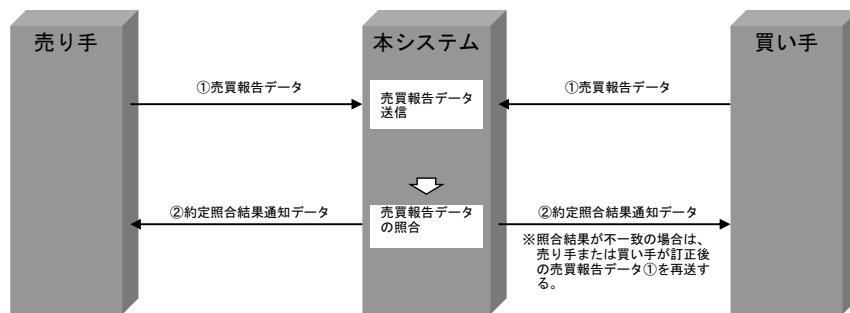 売り手
本システム
買い手
①売買報告データ
①売買報告データ
売買報告データ
送信
②約定照合結果通知データ
売買報告データ
の照合
②約定照合結果通知データ
※照合結果が不一致の場合は、
売り手または買い手が訂正後
の売買報告データ①を再送す
る。